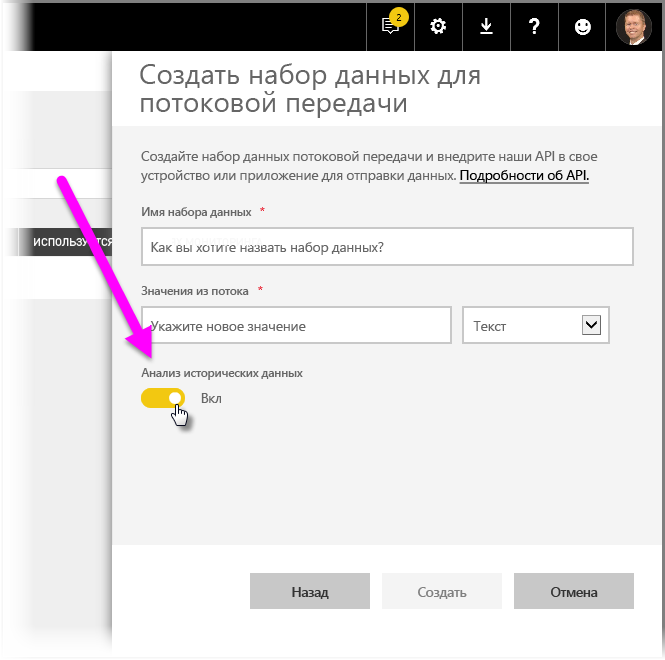 2
?
Создать набор данных для
потоковой передачи
Создайте набор данных потоковой передачи и внедрите наши API в свое
устройство или приложение для отправки данных. Подробности об API.
Имя набора данных *
ИСПОЛЬЗУЕТСЯ
Как вы хотите назвать набор данных?
Значения из потока *
Укажите новое значение
Текст
Анализ исторических данных
Вкл
Назад
Создать
Отмена